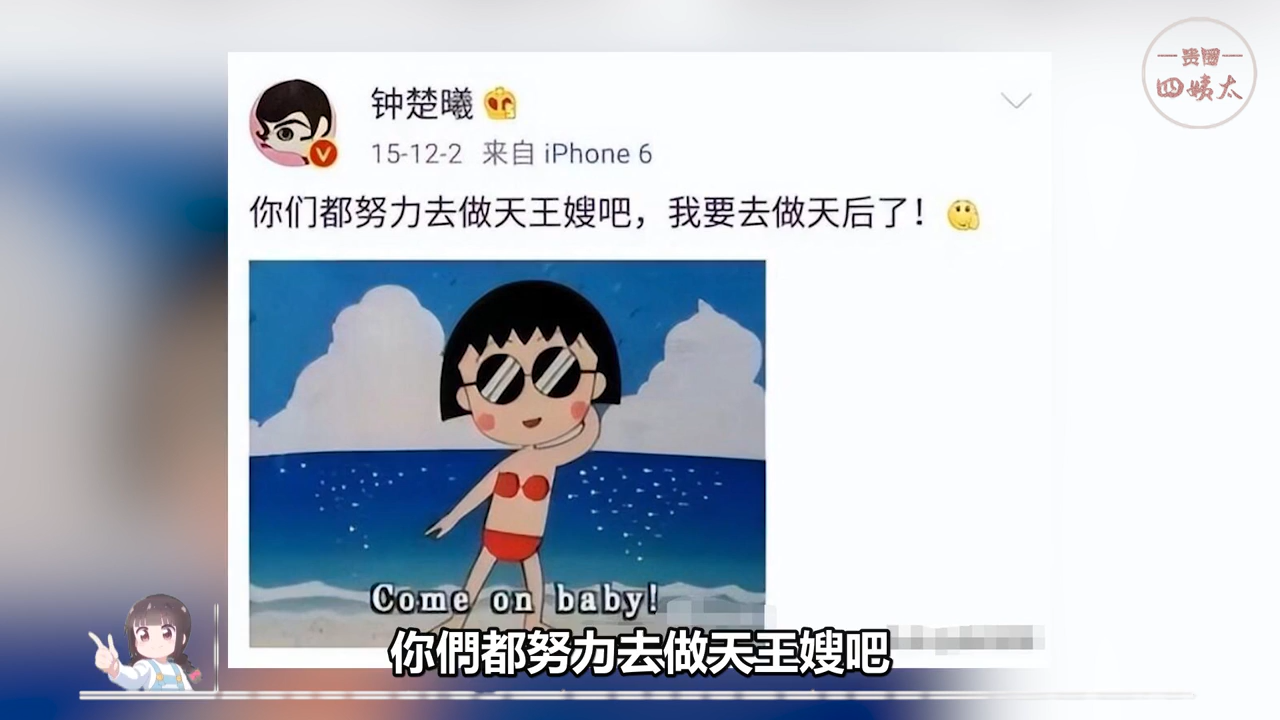 贵圈
四姨太
钟楚曦
15-12-2 来自 iPhone 6
你们都努力去做天王嫂吧，我要去做天后了！
Come on baby!
你們都努力去做天王嫂吧